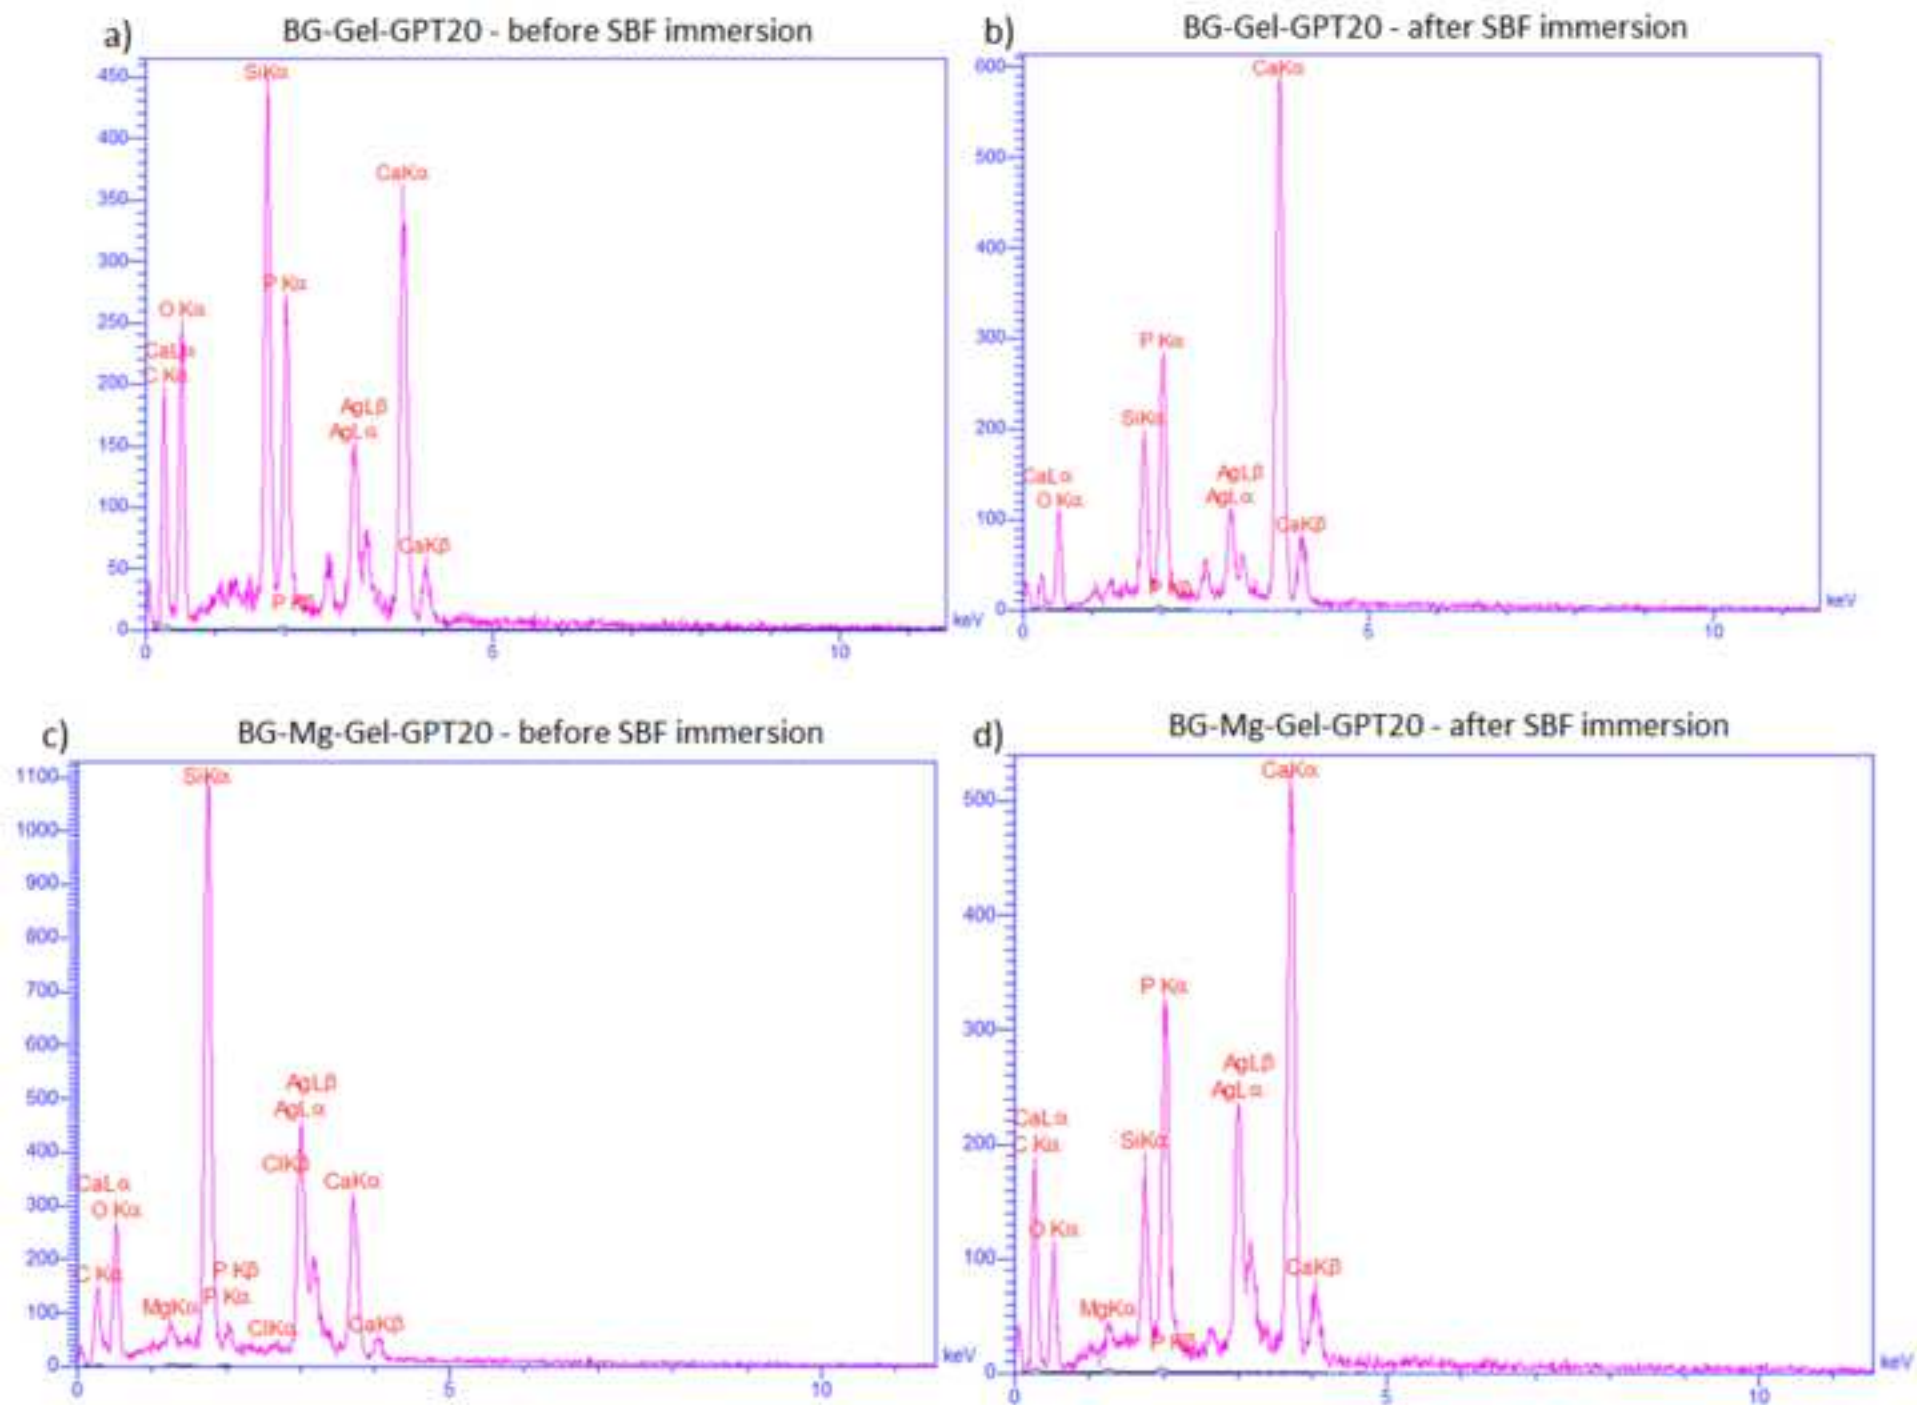 a) BG-Gel-GPT20 - before SBF immersion
450
400
350
300
250
200
150
100
50
0
0 5 10
keV
SiKα
CaKα
P Kα
O Kα
CaLα
C Kα
AgLβ
AgLα
CaKβ
b) BG-Gel-GPT20 - after SBF immersion
600
500
400
300
200
100
0
0 5 10
keV
CaKα
P Kα
SiKα
CaLα
O Kα
AgLβ
AgLα
CaKβ
c) BG-Mg-Gel-GPT20 - before SBF immersion
1100
1000
900
800
700
600
500
400
300
200
100
0
0 5 10
keV
SiKα
AgLβ
AgLα
ClKβ
CaKα
CaLα
O Kα
C Kα
P Kβ
P Kα
MgKα
ClKα
CaKβ
d) BG-Mg-Gel-GPT20 - after SBF immersion
500
400
300
200
100
0
0 5 10
keV
CaKα
P Kα
AgLβ
AgLα
CaLα
C Kα
SiKα
O Kα
CaKβ
MgKα
P Kβ